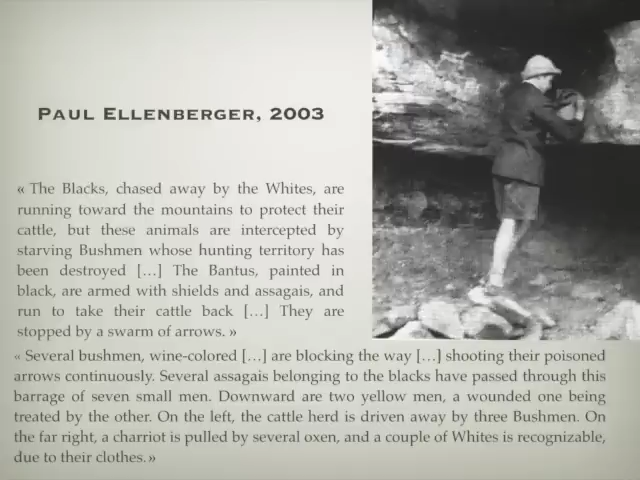 PAUL ELLENBERGER, 2003
« The Blacks, chased away by the Whites, are
running toward the mountains to protect their
cattle, but these animals are intercepted by
starving Bushmen whose hunting territory has
been destroyed […] The Bantus, painted in
black, are armed with shields and assagais, and
run to take their cattle back […] They are
stopped by a swarm of arrows. »
« Several bushmen, wine-colored […] are blocking the way […] shooting their poisoned
arrows continuously. Several assagais belonging to the blacks have passed through this
barrage of seven small men. Downward are two yellow men, a wounded one being
treated by the other. On the left, the cattle herd is driven away by three Bushmen. On
the far right, a charriot is pulled by several oxen, and a couple of Whites is recognizable,
due to their clothes. »